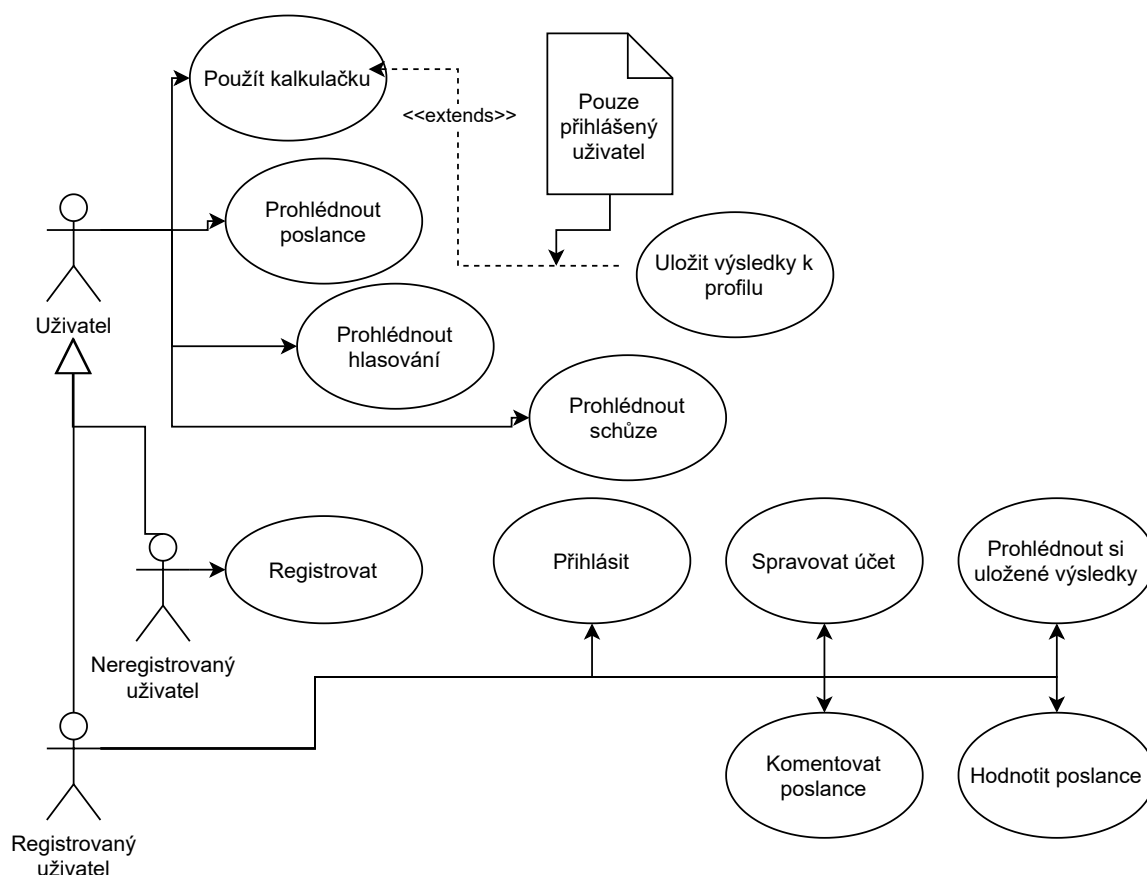 Použít kalkulačku
<<extends>>
Pouze
přihlášený
uživatel
Prohlédnout
poslance
Uložit výsledky k
profilu
Uživatel
Prohlédnout
hlasování
Prohlédnout
schůze
Registrovat
Přihlásit
Spravovat účet
Prohlédnout si
uložené výsledky
Neregistrovaný
uživatel
Komentovat
poslance
Hodnotit poslance
Registrovaný
uživatel